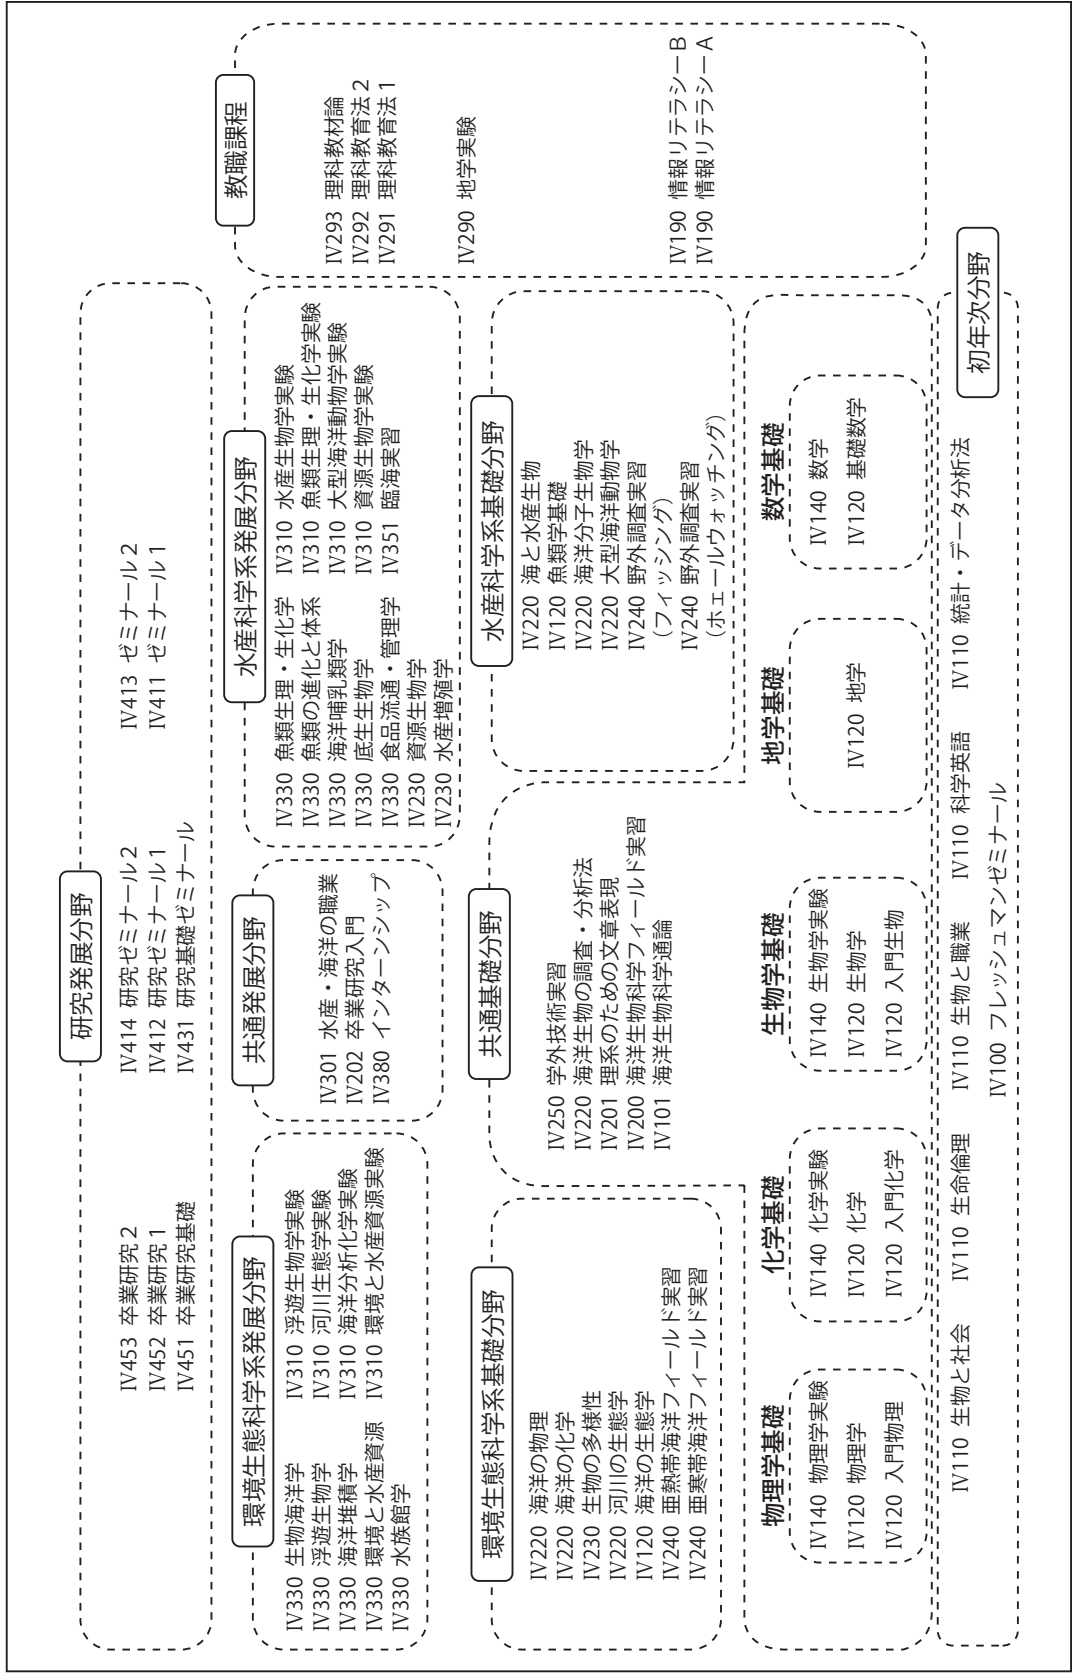 研究発展分野
IV453 卒業研究2
IV452 卒業研究1
IV451 卒業研究基礎
IV414 研究ゼミナール2
IV412 研究ゼミナール1
IV431 研究基礎ゼミナール
IV413 ゼミナール2
IV411 ゼミナール1
環境生態科学系発展分野
IV330 生物海洋学
IV330 浮遊生物学
IV330 海洋堆積学
IV330 環境と水産資源
IV330 水族館学
IV310 浮遊生物学実験
IV310 河川生態学実験
IV310 海洋分析化学実験
IV310 環境と水産資源実験
共通発展分野
IV301 水産・海洋の職業
IV202 卒業研究入門
IV380 インターンシップ
水産科学系発展分野
IV330 魚類生理・生化学
IV330 魚類の進化と体系
IV330 海洋哺乳類学
IV330 底生生物学
IV330 食品流通・管理学
IV230 資源生物学
IV230 水産増殖学
IV310 水産生物学実験
IV310 魚類生理・生化学実験
IV310 大型海洋動物学実験
IV310 資源生物学実験
IV351 臨海実習
教職課程
IV293 理科教材論
IV292 理科教育法2
IV291 理科教育法1
IV290 地学実験
IV190 情報リテラシーB
IV190 情報リテラシーA
環境生態科学系基礎分野
IV220 海洋の物理
IV220 海洋の化学
IV230 生物の多様性
IV220 河川の生態学
IV120 海洋の生態学
IV240 亜熱帯海洋フィールド実習
IV240 亜寒帯海洋フィールド実習
共通基礎分野
IV250 学外技術実習
IV220 海洋生物の調査・分析法
IV201 理系のための文章表現
IV200 海洋生物科学フィールド実習
IV101 海洋生物科学通論
水産科学系基礎分野
IV220 海と水産生物
IV120 魚類学基礎
IV220 海洋分子生物学
IV220 大型海洋動物学
IV240 野外調査実習
(フィッシング)
IV240 野外調査実習
(ホェールウォッチング)
物理学基礎
IV140 物理学実験
IV120 物理学
IV120 入門物理
化学基礎
IV140 化学実験
IV120 化学
IV120 入門化学
生物学基礎
IV140 生物学実験
IV120 生物学
IV120 入門生物
地学基礎
IV120 地学
数学基礎
IV140 数学
IV120 基礎数学
初年次分野
IV110 生物と社会 IV110 生命倫理 IV110 生物と職業 IV110 科学英語 IV110 統計・データ分析法
IV100 フレッシュマンゼミナール